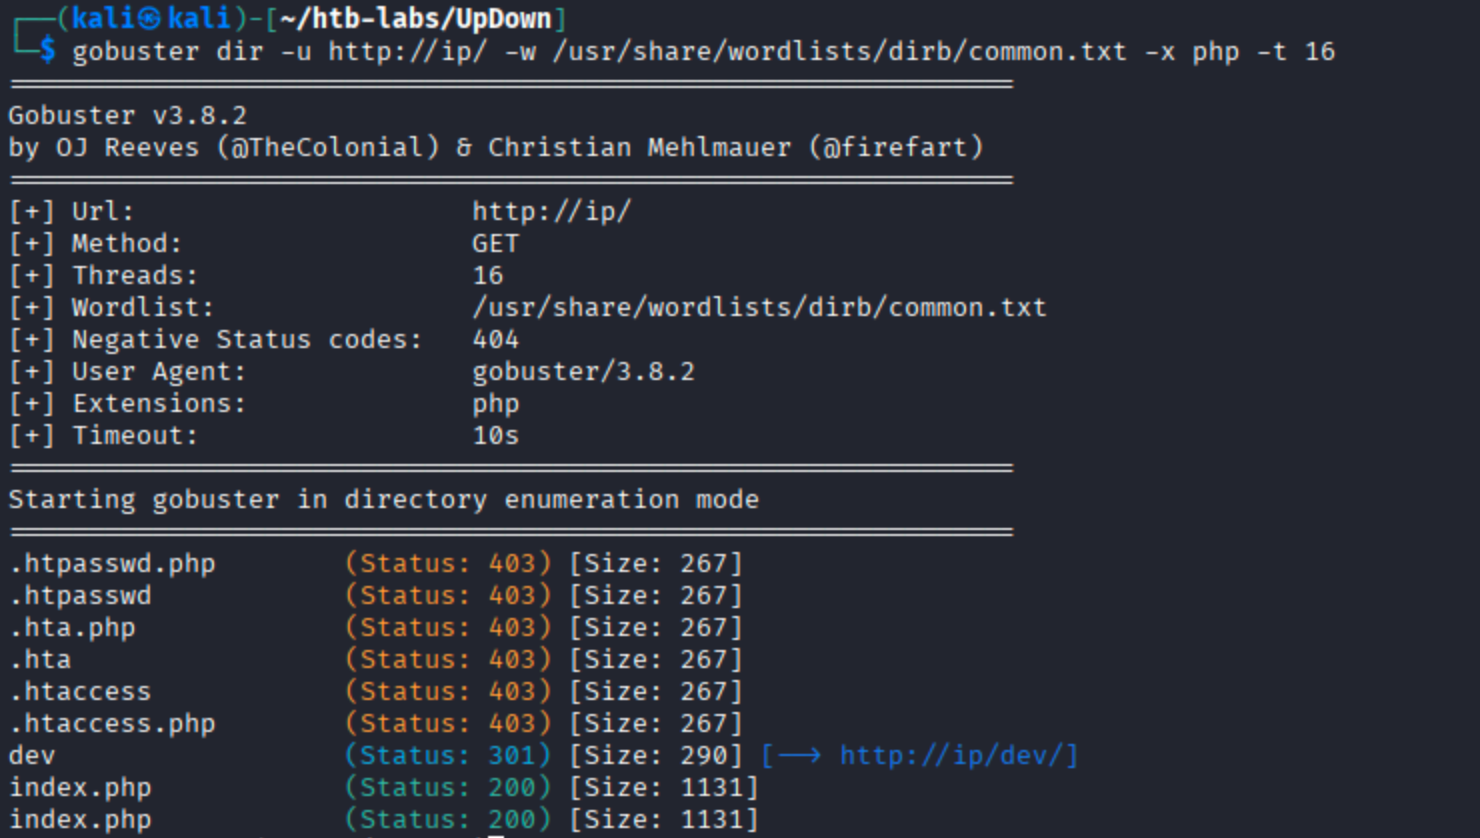 ┌──(kali㉿kali)-[~/htb-labs/UpDown]
└─$ gobuster dir -u http://ip/ -w /usr/share/wordlists/dirb/common.txt -x php -t 16
===============================================================
Gobuster v3.8.2
by OJ Reeves (@TheColonial) & Christian Mehlmauer (@firefart)
===============================================================
[+] Url:                     http://ip/
[+] Method:                  GET
[+] Threads:                 16
[+] Wordlist:                /usr/share/wordlists/dirb/common.txt
[+] Negative Status codes:   404
[+] User Agent:              gobuster/3.8.2
[+] Extensions:              php
[+] Timeout:                 10s
===============================================================
Starting gobuster in directory enumeration mode
===============================================================
.htpasswd.php        (Status: 403) [Size: 267]
.htpasswd            (Status: 403) [Size: 267]
.hta.php             (Status: 403) [Size: 267]
.hta                 (Status: 403) [Size: 267]
.htaccess            (Status: 403) [Size: 267]
.htaccess.php        (Status: 403) [Size: 267]
dev                  (Status: 301) [Size: 290] [--> http://ip/dev/]
index.php            (Status: 200) [Size: 1131]
index.php            (Status: 200) [Size: 1131]